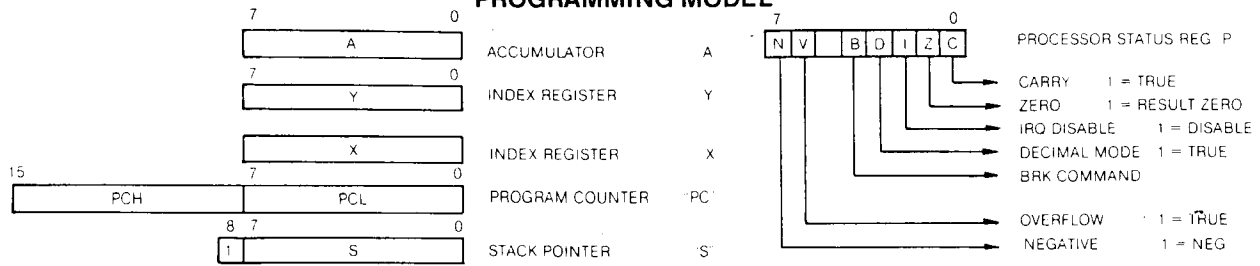 PROGRAMMING MODEL
7 0
A
ACCUMULATOR A
7 0
Y
INDEX REGISTER Y
X
INDEX REGISTER X
15 7 0
PCH PCL
PROGRAM COUNTER "PC"
8 7 0
1 S
STACK POINTER "S"
7 0
N V B D I Z C
PROCESSOR STATUS REG P
CARRY 1 = TRUE
ZERO 1 = RESULT ZERO
IRQ DISABLE 1 = DISABLE
DECIMAL MODE 1 = TRUE
BRK COMMAND
OVERFLOW 1 = TRUE
NEGATIVE 1 = NEG